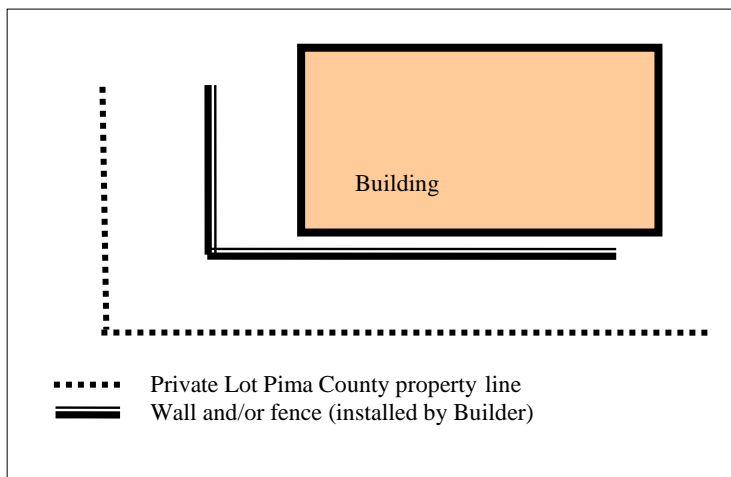 Building
Private Lot Pima County property line
Wall and/or fence (installed by Builder)